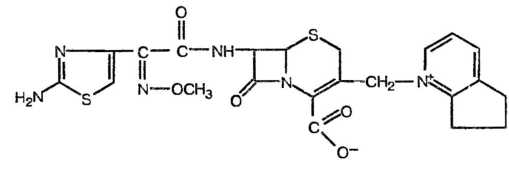 O
S
N C C NH
CH₂ N⁺
N OCH₃ O N
H₂N S
C O
O⁻